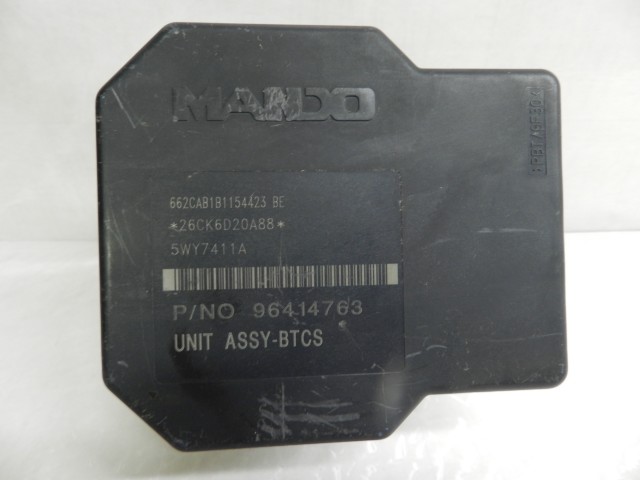 MANDO
662CAB1B1154423 BE
*26CK6D20A88*
5WY7411A
P/NO 96414763
UNIT ASSY-BTCS